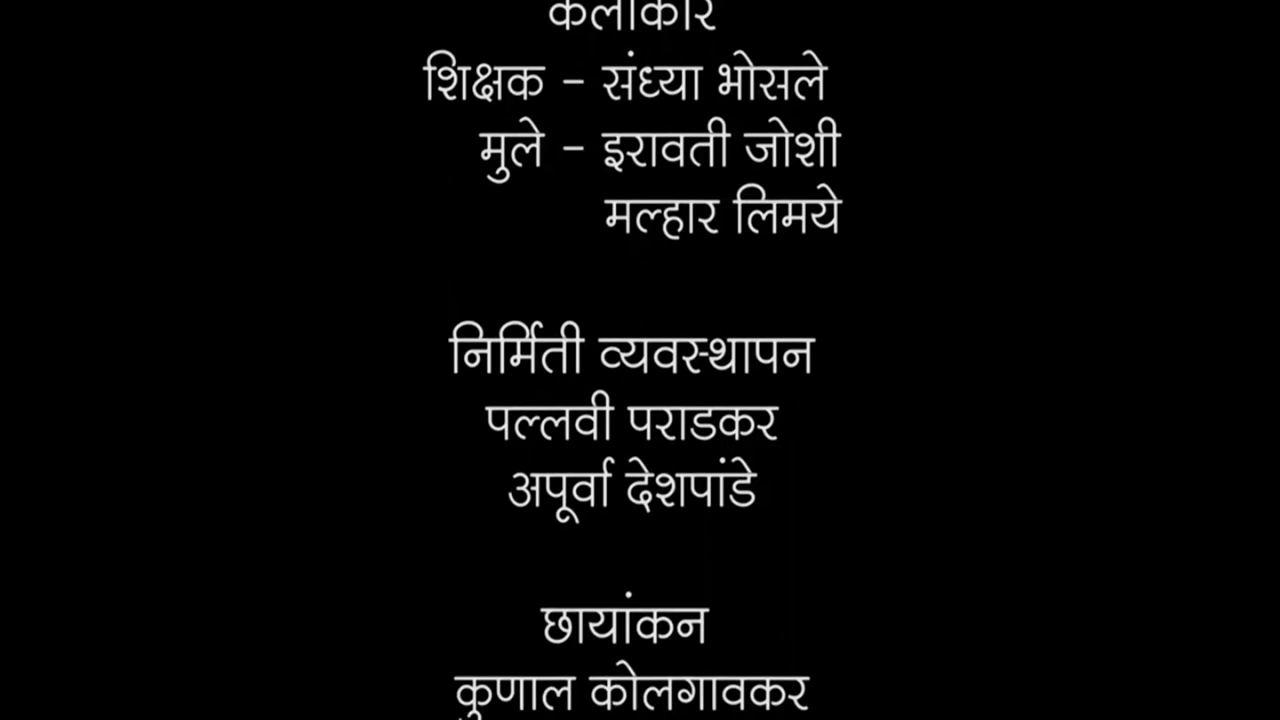 कलाकार
शिक्षक - संध्या भोसले
मुले - इरावती जोशी
मल्हार लिमये
निर्मिती व्यवस्थापन
पल्लवी पराडकर
अपूर्वा देशपांडे
छायांकन
कुणाल कोलगावकर